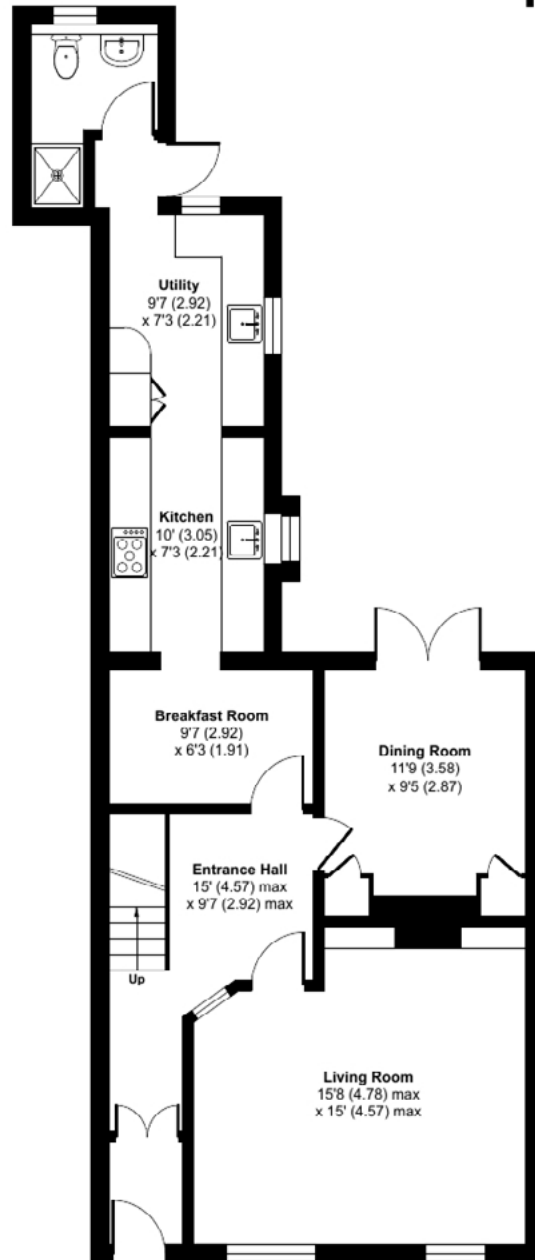 Utility
9'7 (2.92)
x 7'3 (2.21)
Kitchen
10' (3.05)
x 7'3 (2.21)
Breakfast Room
9'7 (2.92)
x 6'3 (1.91)
Dining Room
11'9 (3.58)
x 9'5 (2.87)
Entrance Hall
15' (4.57) max
x 9'7 (2.92) max
Up
Living Room
15'8 (4.78) max
x 15' (4.57) max